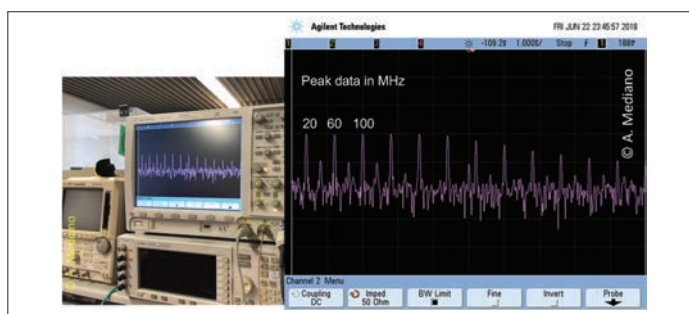 © A. Mediano
Agilent Technologies FRI JUN 22 23:45:57 2018
1 2 3 4 -109.2s 1.000s/ Stop 1 188
Peak data in MHz
20 60 100
© A. Mediano
Channel 2 Menu
Coupling Imped BW Limit Fine Invert Probe
DC 50 Ohm